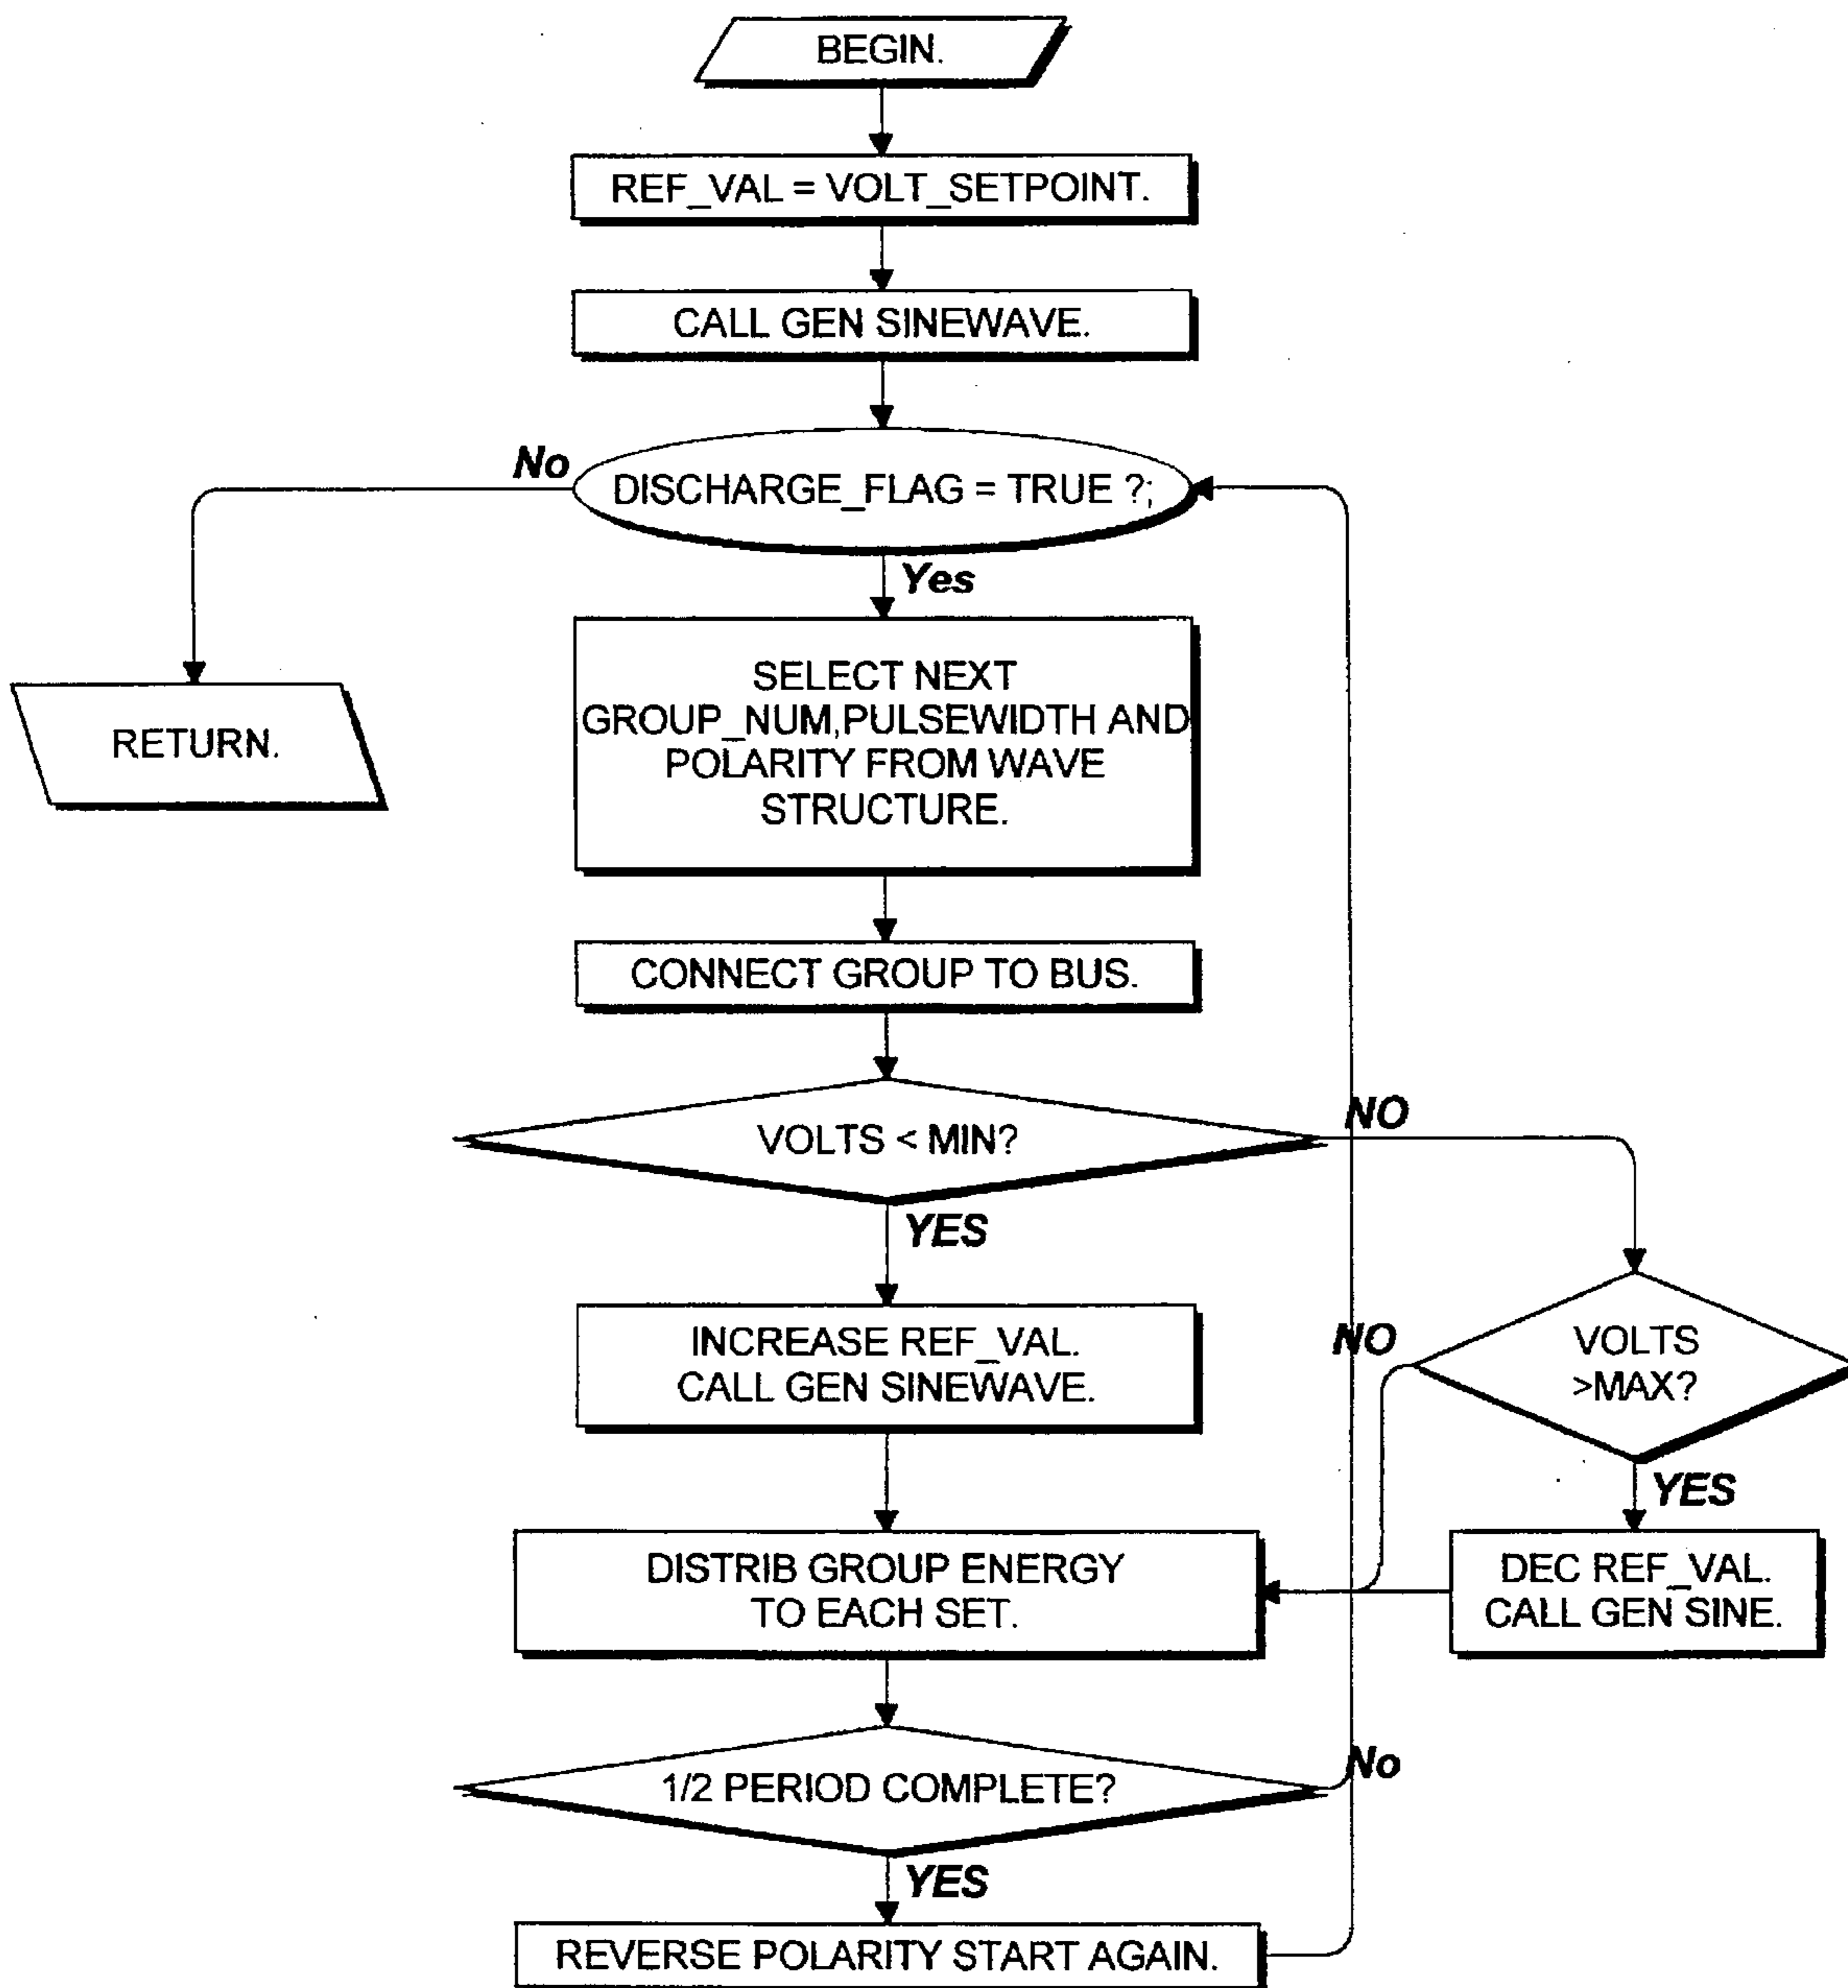 BEGIN.
REF_VAL = VOLT_SETPOINT.
CALL GEN SINEWAVE.
No
DISCHARGE_FLAG = TRUE ?;
Yes
SELECT NEXT
GROUP_NUM,PULSEWIDTH AND
POLARITY FROM WAVE
STRUCTURE.
RETURN.
CONNECT GROUP TO BUS.
VOLTS < MIN?
NO
YES
INCREASE REF_VAL.
CALL GEN SINEWAVE.
NO
VOLTS
>MAX?
YES
DISTRIB GROUP ENERGY
TO EACH SET.
DEC REF_VAL.
CALL GEN SINE.
1/2 PERIOD COMPLETE?
No
YES
REVERSE POLARITY START AGAIN.